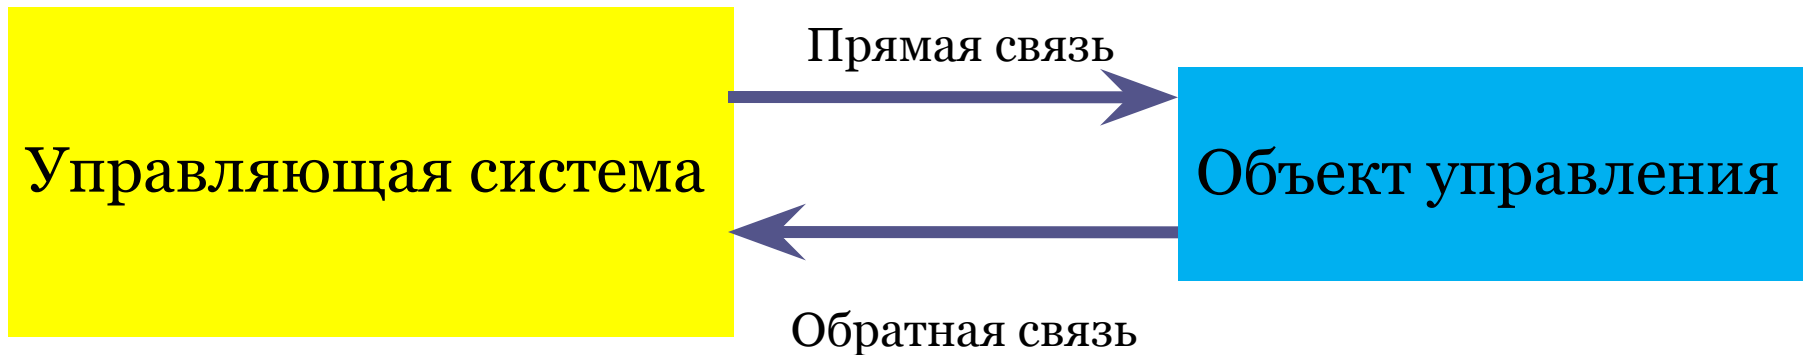 Прямая связь
Управляющая система
Объект управления
Обратная связь